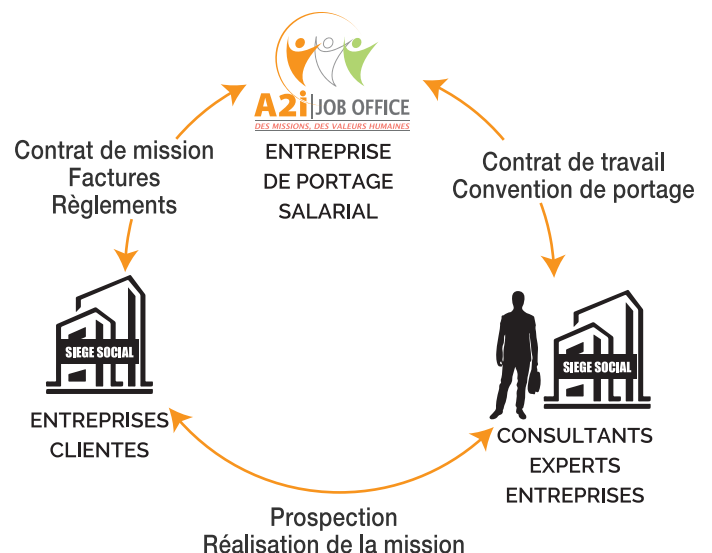 A2i JOB OFFICE
DES MISSIONS, DES VALEURS HUMAINES
ENTREPRISE
DE PORTAGE
SALARIAL
Contrat de mission
Factures
Règlements
Contrat de travail
Convention de portage
SIEGE SOCIAL
ENTREPRISES
CLIENTES
SIEGE SOCIAL
CONSULTANTS
EXPERTS
ENTREPRISES
Prospection
Réalisation de la mission